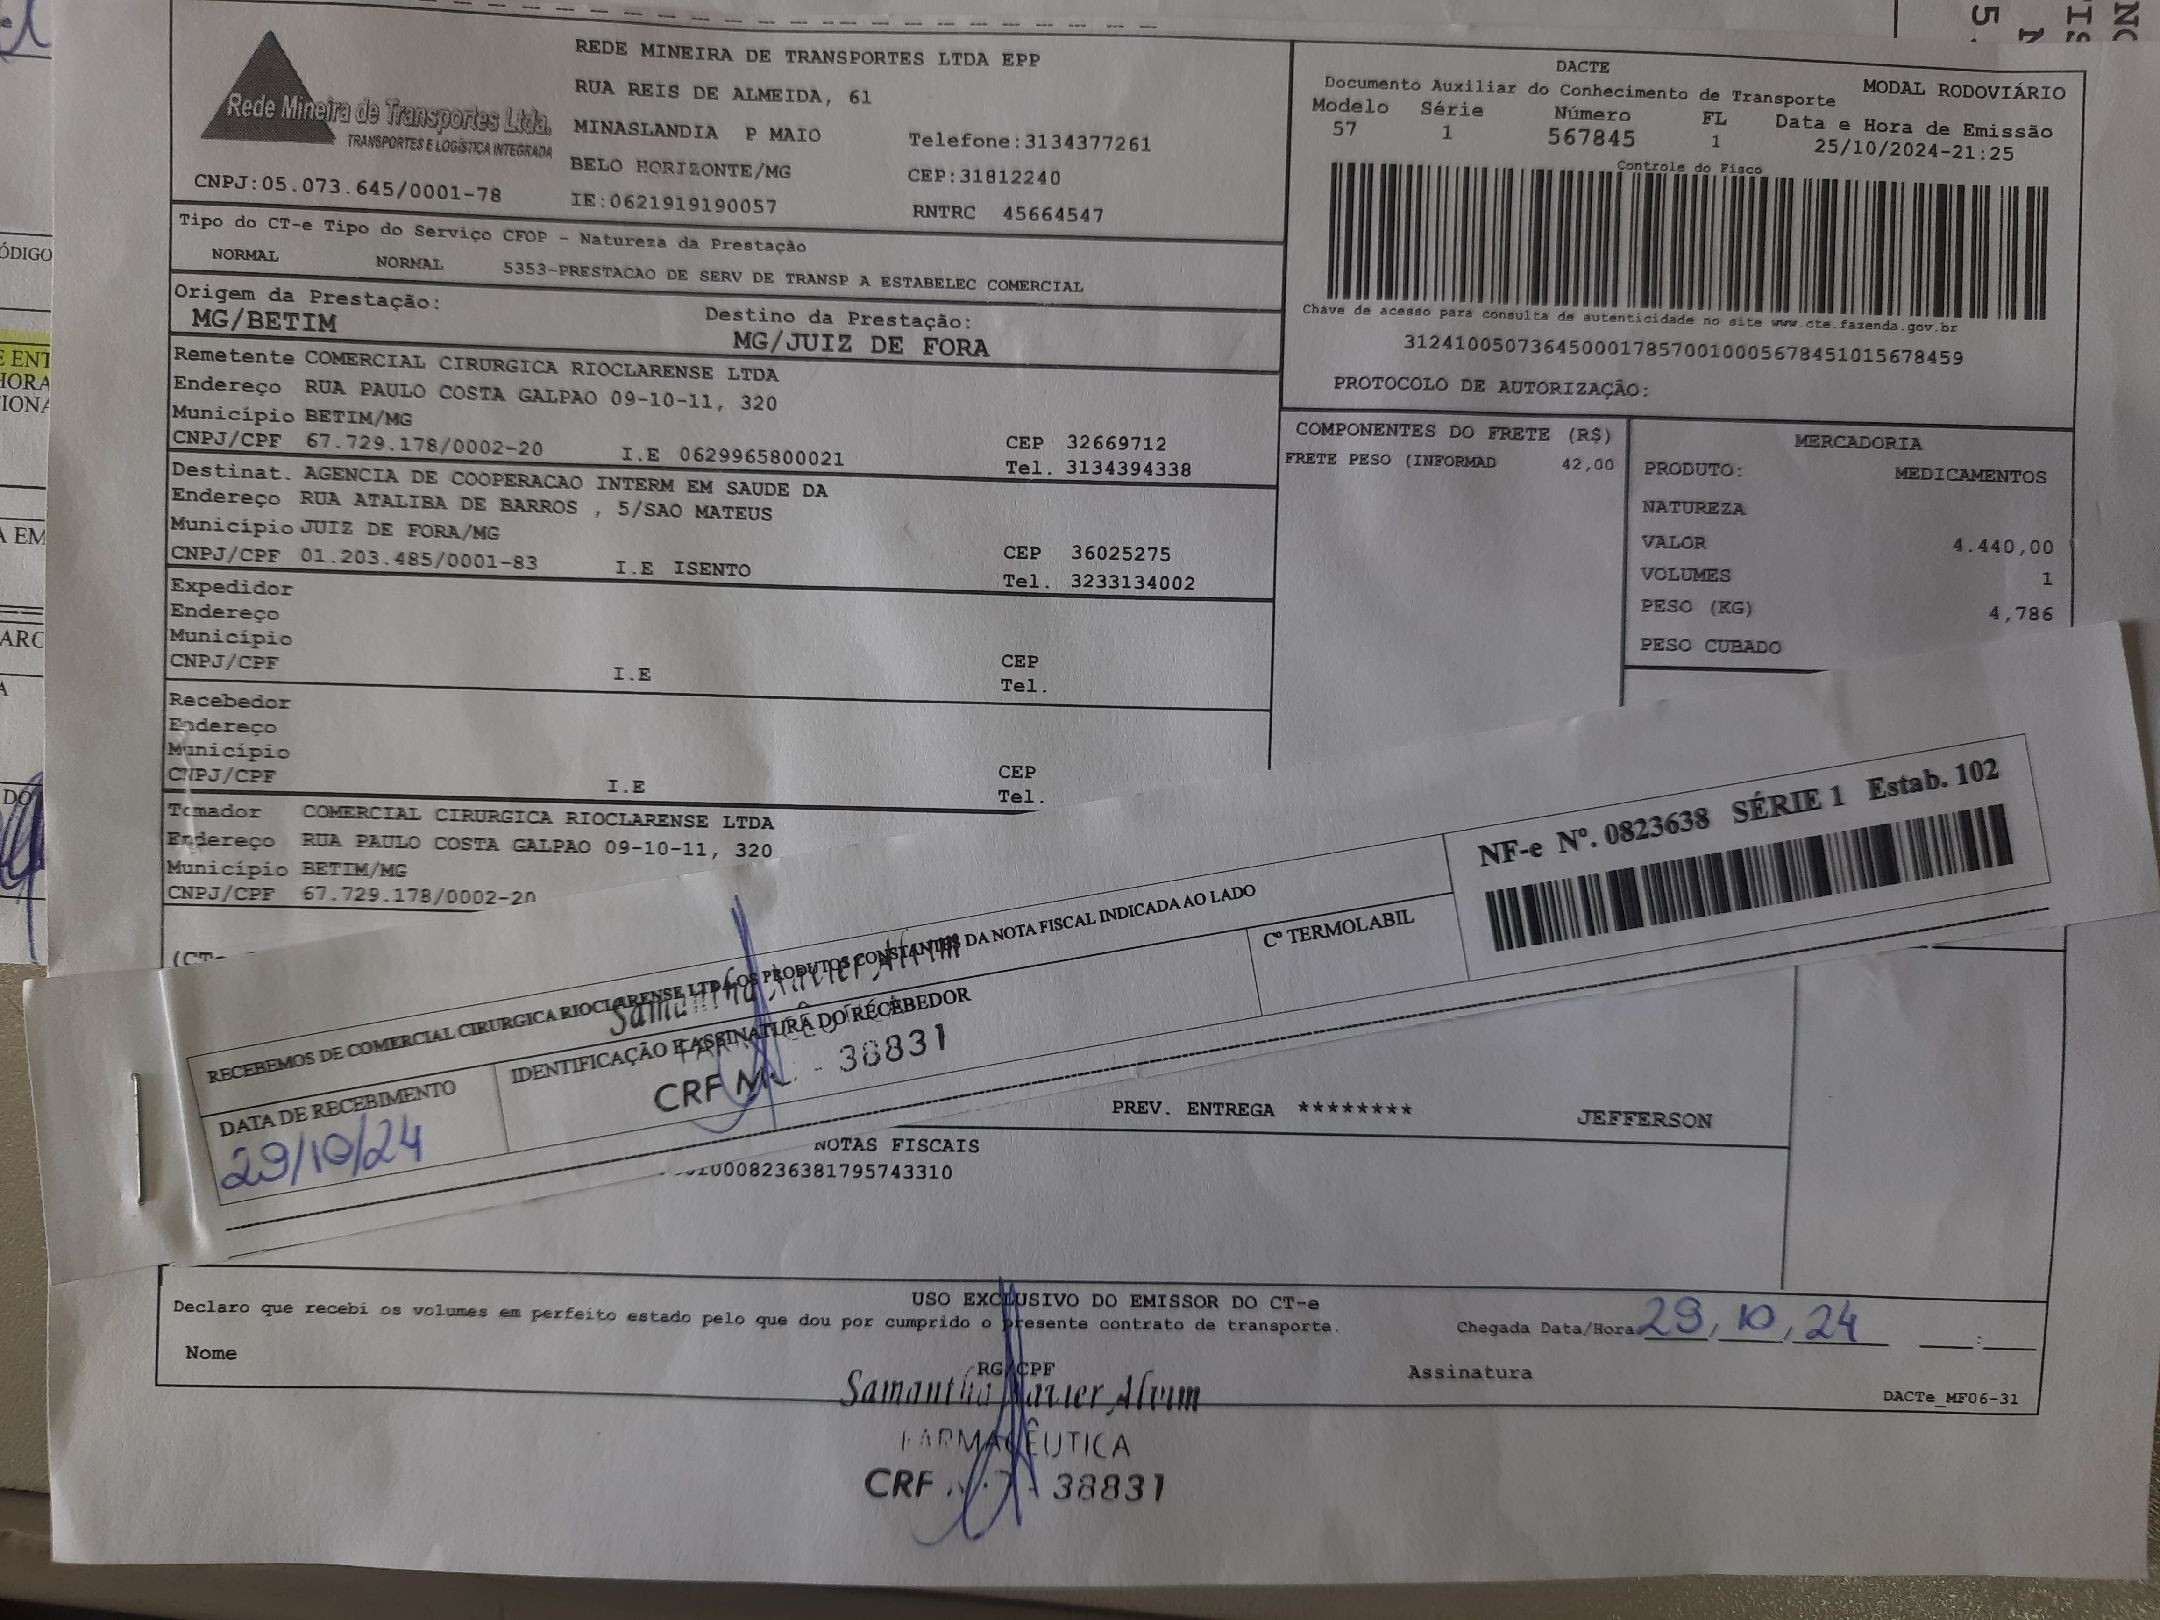 Rede Mineira de Transportes Ltda.
TRANSPORTES E LOGÍSTICA INTEGRADA
CNPJ:05.073.645/0001-78
REDE MINEIRA DE TRANSPORTES LTDA EPP
RUA REIS DE ALMEIDA, 61
MINASLANDIA P MAIO Telefone:3134377261
BELO HORIZONTE/MG CEP:31812240
IE:0621919190057 RNTRC 45664547
DACTE
Documento Auxiliar do Conhecimento de Transporte MODAL RODOVIÁRIO
Modelo Série Número FL Data e Hora de Emissão
57 1 567845 1 25/10/2024-21:25
Controle do Fisco
Chave de acesso para consulta de autenticidade no site www.cte.fazenda.gov.br
31241005073645000178570010005678451015678459
PROTOCOLO DE AUTORIZAÇÃO:
Tipo do CT-e Tipo do Serviço CFOP - Natureza da Prestação
NORMAL NORMAL 5353-PRESTACAO DE SERV DE TRANSP A ESTABELEC COMERCIAL
Origem da Prestação: Destino da Prestação:
MG/BETIM MG/JUIZ DE FORA
Remetente COMERCIAL CIRURGICA RIOCLARENSE LTDA
Endereço RUA PAULO COSTA GALPAO 09-10-11, 320
Município BETIM/MG CEP 32669712
CNPJ/CPF 67.729.178/0002-20 I.E 0629965800021 Tel. 3134394338
Destinat. AGENCIA DE COOPERACAO INTERM EM SAUDE DA
Endereço RUA ATALIBA DE BARROS , 5/SAO MATEUS
Município JUIZ DE FORA/MG CEP 36025275
CNPJ/CPF 01.203.485/0001-83 I.E ISENTO Tel. 3233134002
Expedidor
Endereço
Município CEP
CNPJ/CPF I.E Tel.
Recebedor
Endereço
Município CEP
CNPJ/CPF I.E Tel.
Tomador COMERCIAL CIRURGICA RIOCLARENSE LTDA
Endereço RUA PAULO COSTA GALPAO 09-10-11, 320
Município BETIM/MG
CNPJ/CPF 67.729.178/0002-20
COMPONENTES DO FRETE (R$)
FRETE PESO (INFORMAD 42,00
MERCADORIA
PRODUTO: MEDICAMENTOS
NATUREZA
VALOR 4.440,00
VOLUMES 1
PESO (KG) 4,786
PESO CUBADO
(CT-
RECEBEMOS DE COMERCIAL CIRURGICA RIOCLARENSE LTDA OS PRODUTOS CONSTANTES DA NOTA FISCAL INDICADA AO LADO
DATA DE RECEBIMENTO
29/10/24
IDENTIFICAÇÃO E ASSINATURA DO RECEBEDOR
Samantha Xavier Alvim
CRF 38831
Cº TERMOLABIL
NF-e Nº. 0823638 SÉRIE 1 Estab. 102
PREV. ENTREGA ******** JEFFERSON
NOTAS FISCAIS
0008236381795743310
USO EXCLUSIVO DO EMISSOR DO CT-e
Declaro que recebi os volumes em perfeito estado pelo que dou por cumprido o presente contrato de transporte.
Chegada Data/Hora 29, 10, 24 :
Nome RG/CPF Assinatura
DACTe_MF06-31
Samantha Xavier Alvim
FARMACÊUTICA
CRF 38831
ÓDIGO
E ENT
HORA
IONA
A EM
ARC
DO